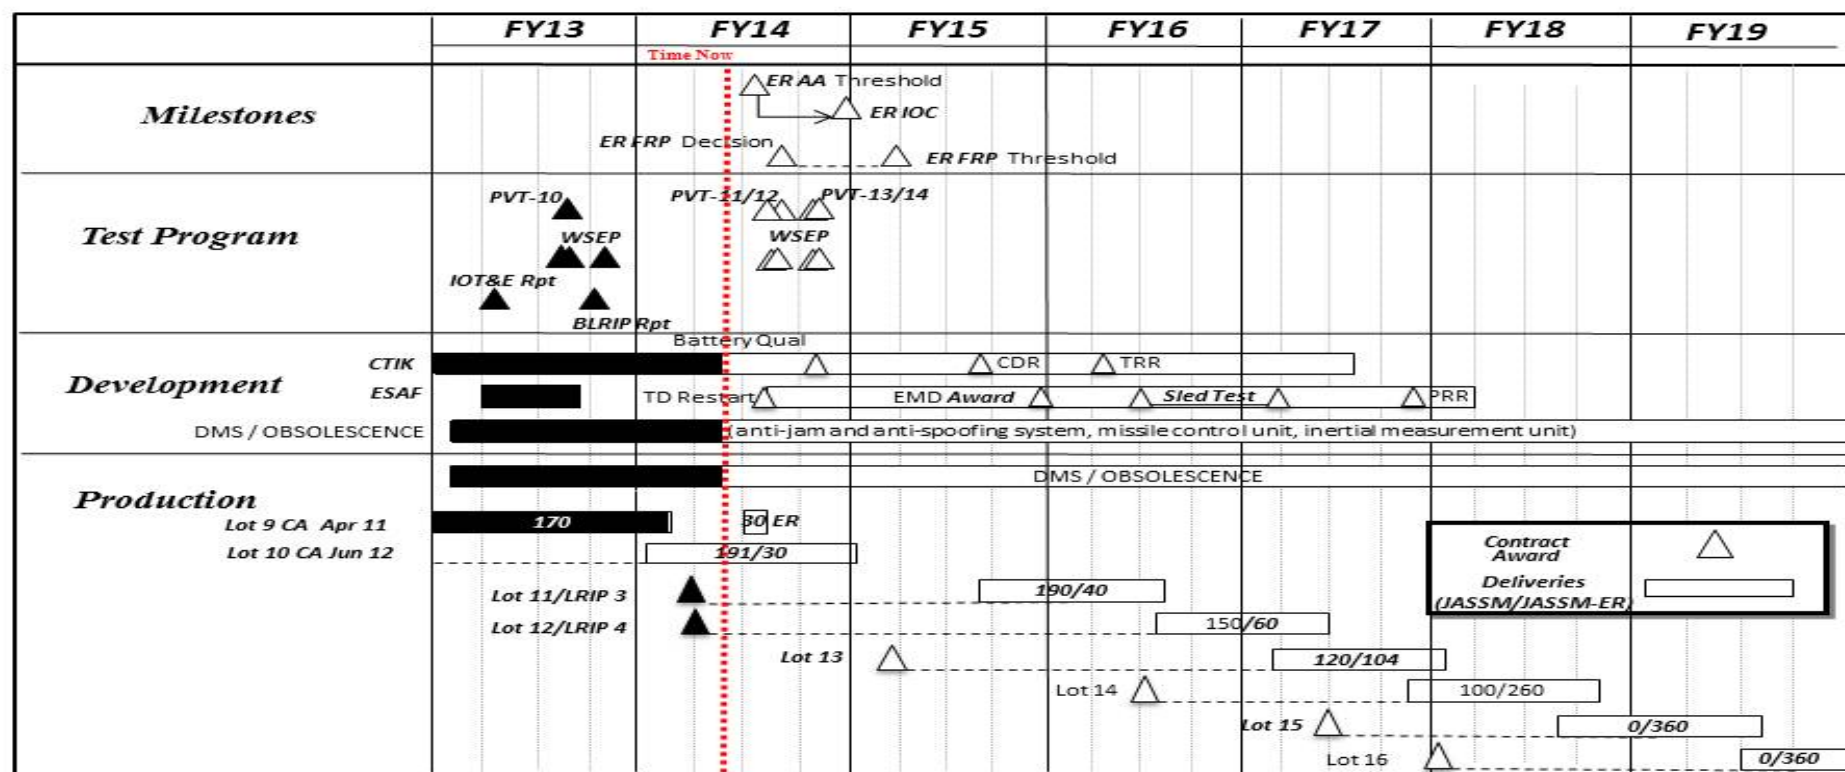 FY13 FY14 FY15 FY16 FY17 FY18 FY19
Time Now
Milestones
ER AA Threshold
ER IOC
ER FRP Decision
ER FRP Threshold
Test Program
PVT-10
PVT-11/12
PVT-13/14
WSEP
WSEP
IOT&E Rpt
BLRIP Rpt
Development
Battery Qual
CTIK
CDR
TRR
ESAF
TD Restart
EMD Award
Sled Test
PRR
DMS / OBSOLESCENCE
(anti-jam and anti-spoofing system, missile control unit, inertial measurement unit)
Production
DMS / OBSOLESCENCE
Lot 9 CA Apr 11
170
30 ER
Lot 10 CA Jun 12
191/30
Lot 11/LRIP 3
190/40
Lot 12/LRIP 4
150/60
Lot 13
120/104
Lot 14
100/260
Lot 15
0/360
Lot 16
0/360
Contract
Award
Deliveries
(JASSM/JASSM-ER)